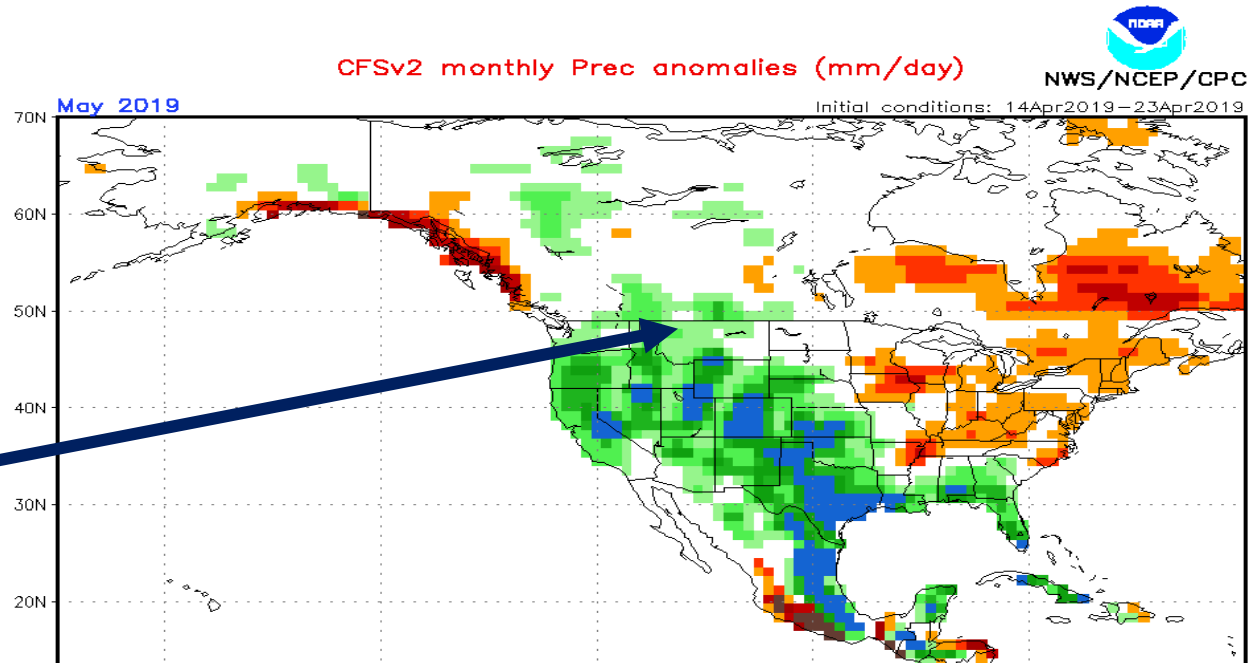 NOAA
CFSv2 monthly Prec anomalies (mm/day)
NWS/NCEP/CPC
May 2019
Initial conditions: 14Apr2019-23Apr2019
70N
60N
50N
40N
30N
20N